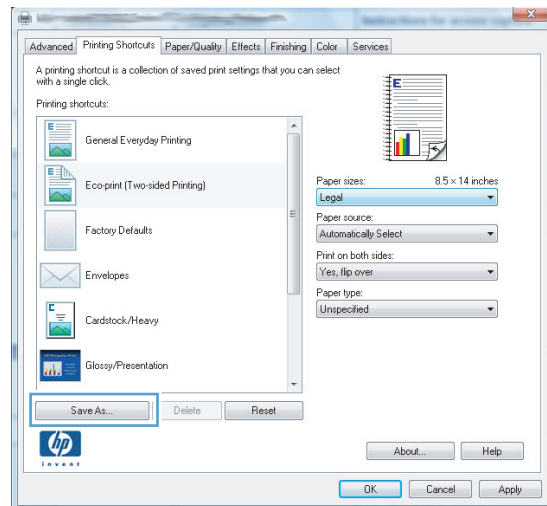 Advanced Printing Shortcuts Paper/Quality Effects Finishing Color Services
A printing shortcut is a collection of saved print settings that you can select
with a single click.
Printing shortcuts:
General Everyday Printing
Eco-print (Two-sided Printing)
Factory Defaults
Envelopes
Cardstock/Heavy
Glossy/Presentation
Save As... Delete Reset
E
Paper sizes: 8.5 × 14 inches
Legal
Paper source:
Automatically Select
Print on both sides:
Yes, flip over
Paper type:
Unspecified
hp
invent
About... Help
OK Cancel Apply